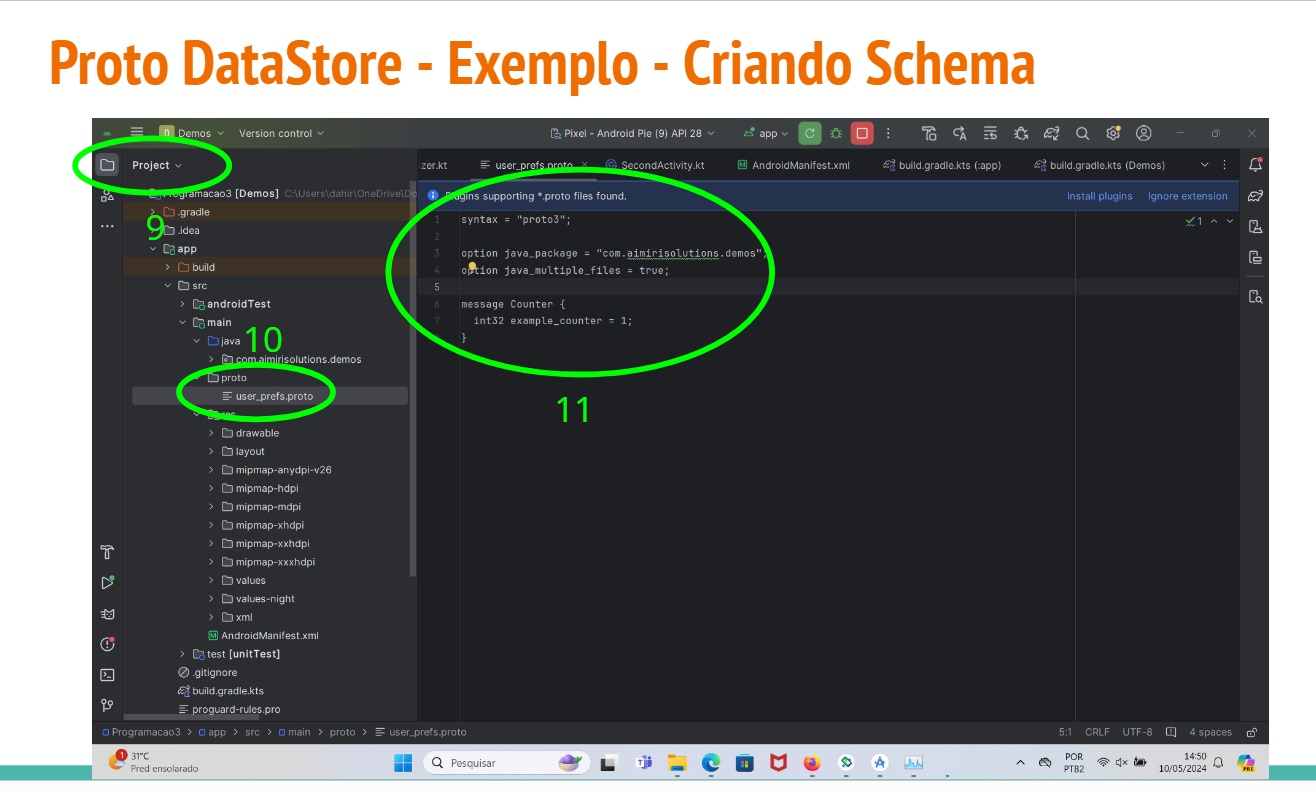 Proto DataStore - Exemplo - Criando Schema
Demos
Version control
Pixel - Android Pie (9) API 28
app
Project
zer.kt
user_prefs.proto
SecondActivity.kt
AndroidManifest.xml
build.gradle.kts (:app)
build.gradle.kts (Demos)
Programacao3 [Demos] C:\Users\dahir\OneDrive\Do
.gradle
.idea
app
build
src
androidTest
main
java
com.aimirisolutions.demos
proto
user_prefs.proto
drawable
layout
mipmap-anydpi-v26
mipmap-hdpi
mipmap-mdpi
mipmap-xhdpi
mipmap-xxhdpi
mipmap-xxxhdpi
values
values-night
xml
AndroidManifest.xml
test [unitTest]
.gitignore
build.gradle.kts
proguard-rules.pro
9
10
11
Plugins supporting *.proto files found.
Install plugins
Ignore extension
1 syntax = "proto3";
2
3 option java_package = "com.aimirisolutions.demos";
4 option java_multiple_files = true;
5
6 message Counter {
7 int32 example_counter = 1;
}
1
Programacao3 > app > src > main > proto > user_prefs.proto
5:1 CRLF UTF-8 4 spaces
1
31°C
Pred ensolarado
Pesquisar
POR
PTB2
14:50
10/05/2024
PRE